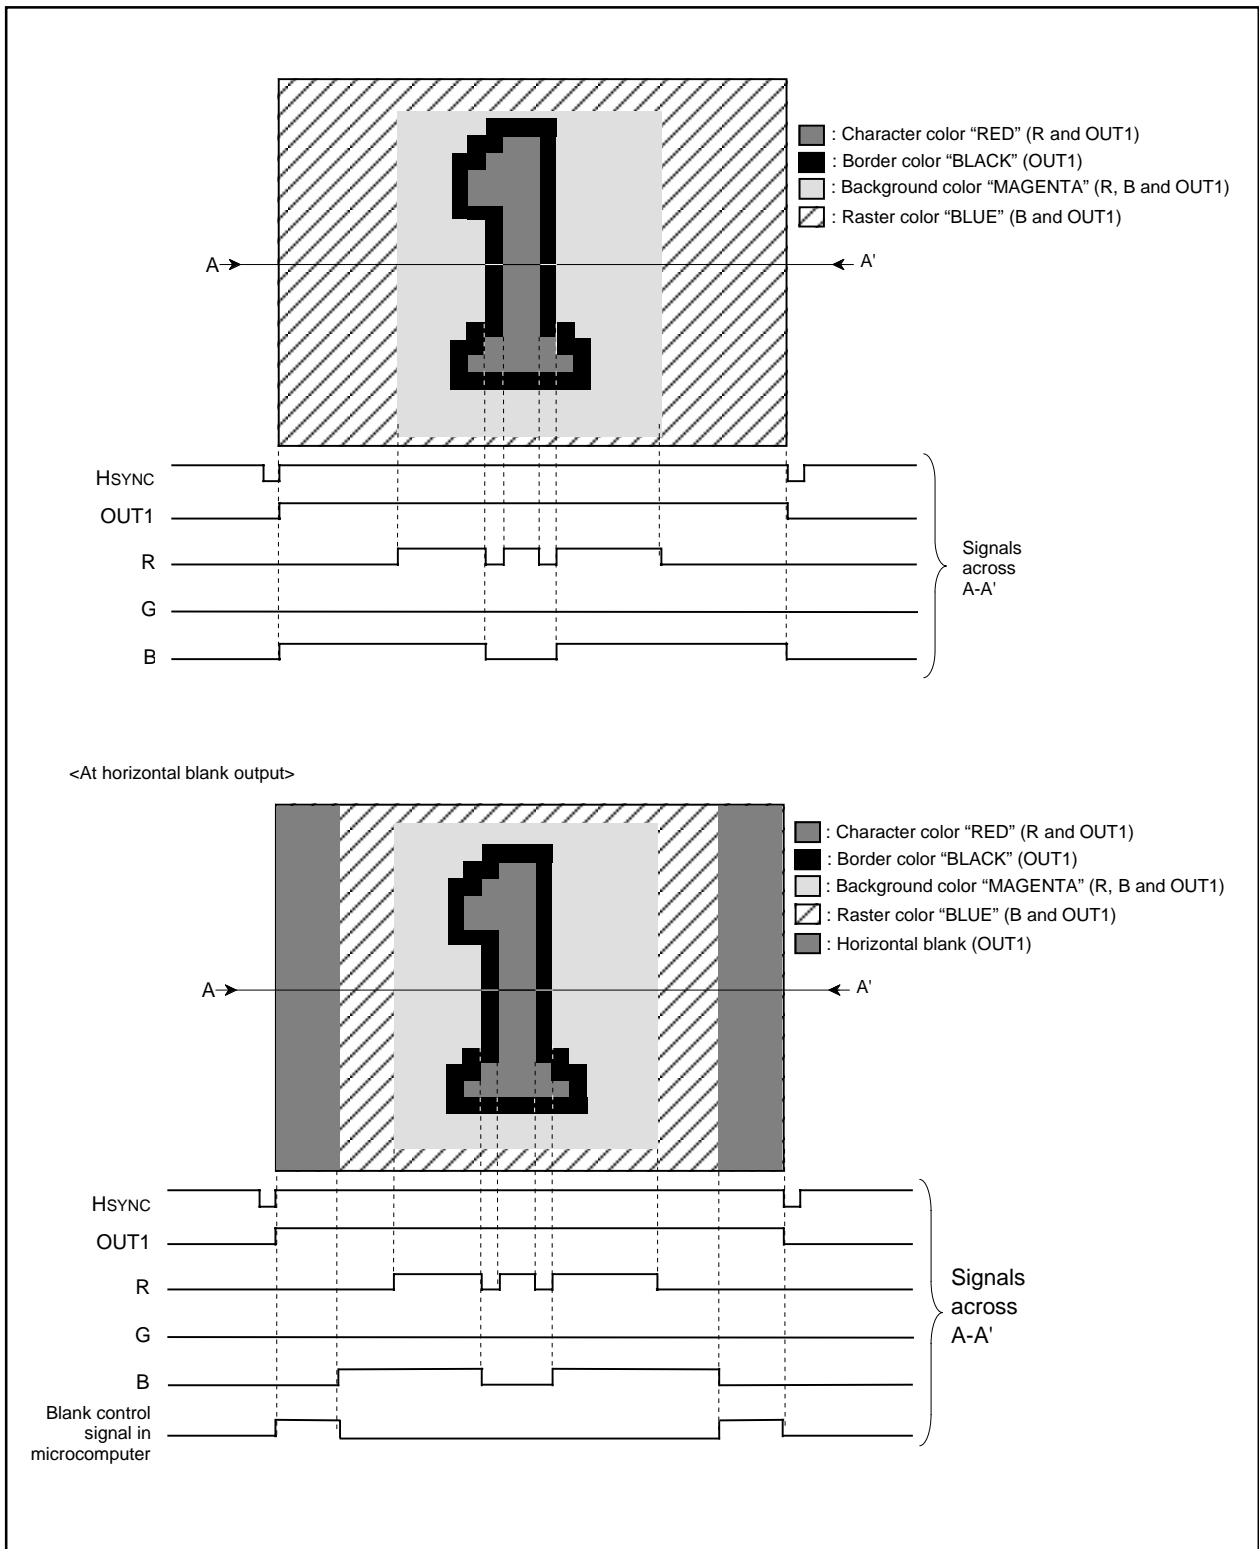 : Character color “RED” (R and OUT1)
: Border color “BLACK” (OUT1)
: Background color “MAGENTA” (R, B and OUT1)
: Raster color “BLUE” (B and OUT1)
A
A'
HSYNC
OUT1
R
G
B
Signals
across
A-A'
<At horizontal blank output>
: Character color “RED” (R and OUT1)
: Border color “BLACK” (OUT1)
: Background color “MAGENTA” (R, B and OUT1)
: Raster color “BLUE” (B and OUT1)
: Horizontal blank (OUT1)
1
A
A'
1
HSYNC
OUT1
R
G
B
Blank control
signal in
microcomputer
Signals
across
A-A'